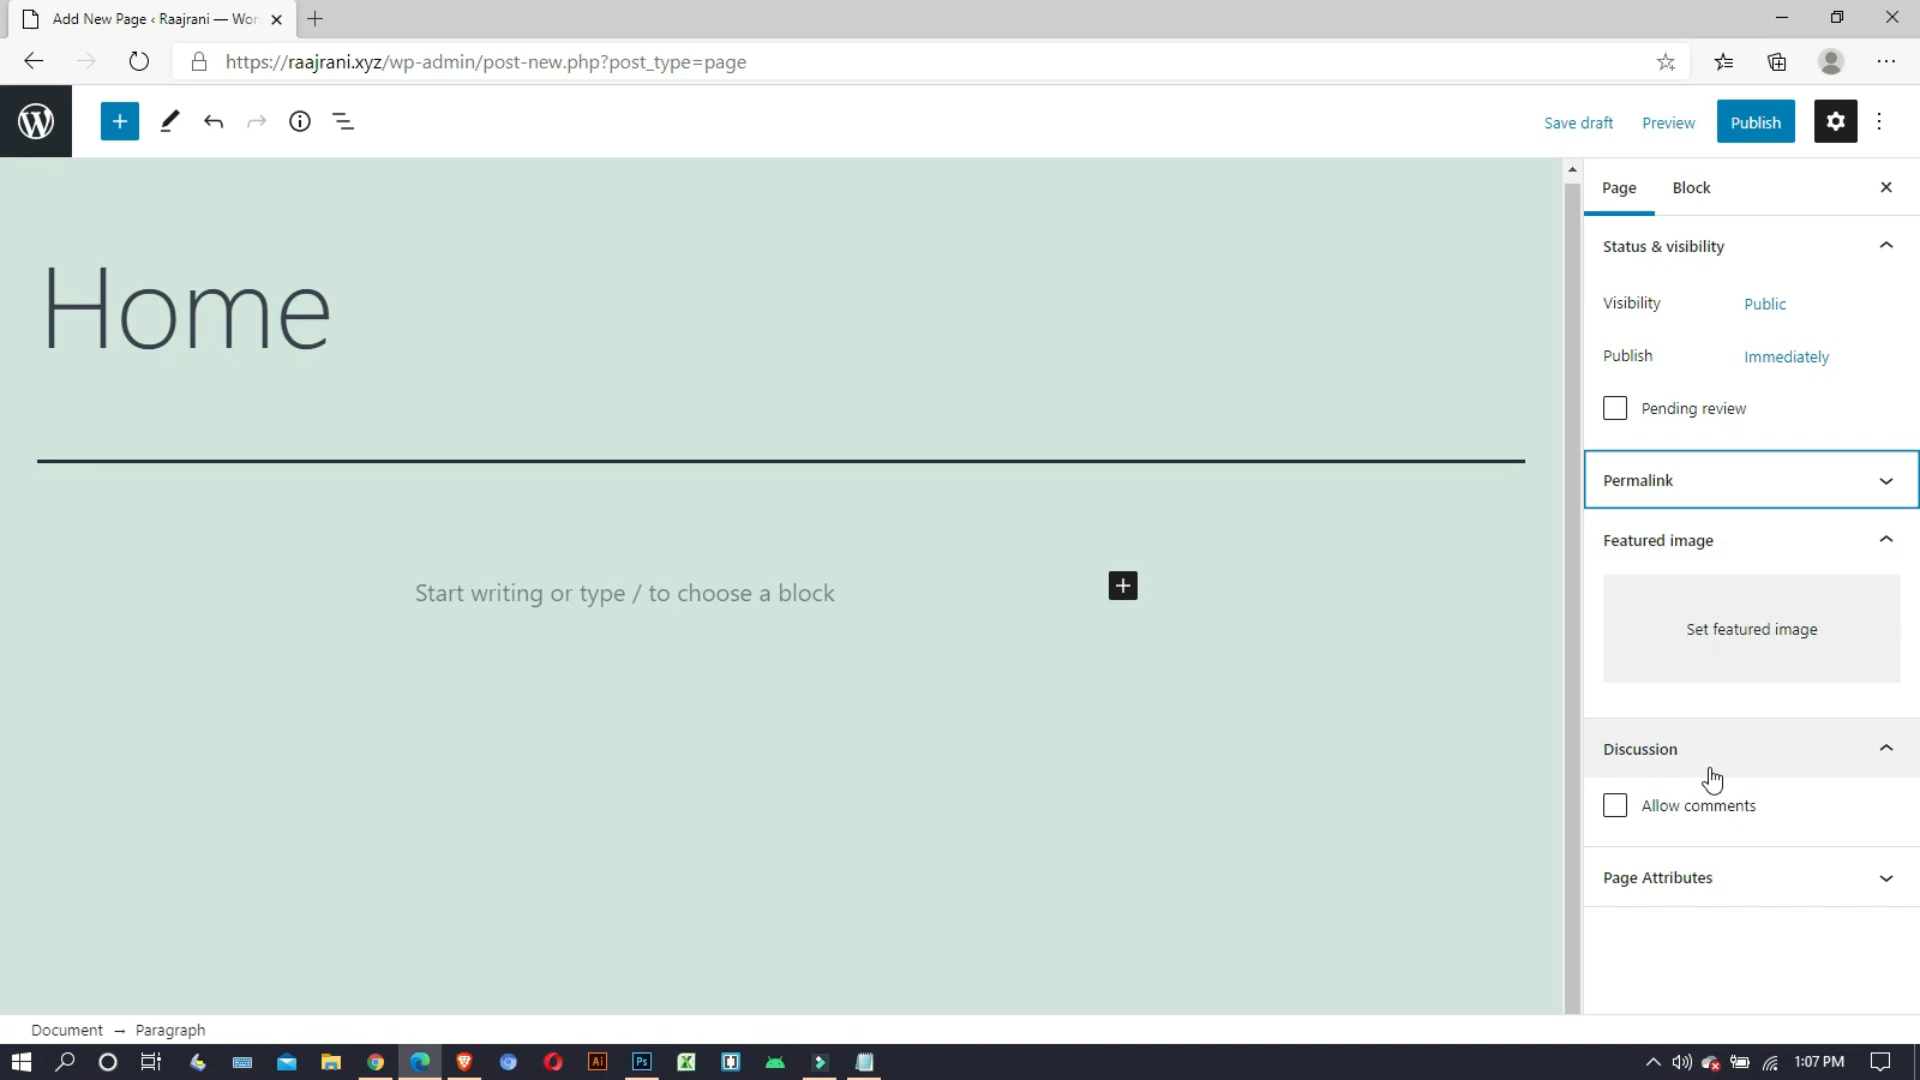 Add New Page ‹ Raajrani — Wor
https://raajrani.xyz/wp-admin/post-new.php?post_type=page
Save draft
Preview
Publish
Page
Block
Status & visibility
Visibility
Public
Publish
Immediately
Pending review
Permalink
Featured image
Set featured image
Discussion
Allow comments
Page Attributes
Home
Start writing or type / to choose a block
Document → Paragraph
Ai
Ps
1:07 PM